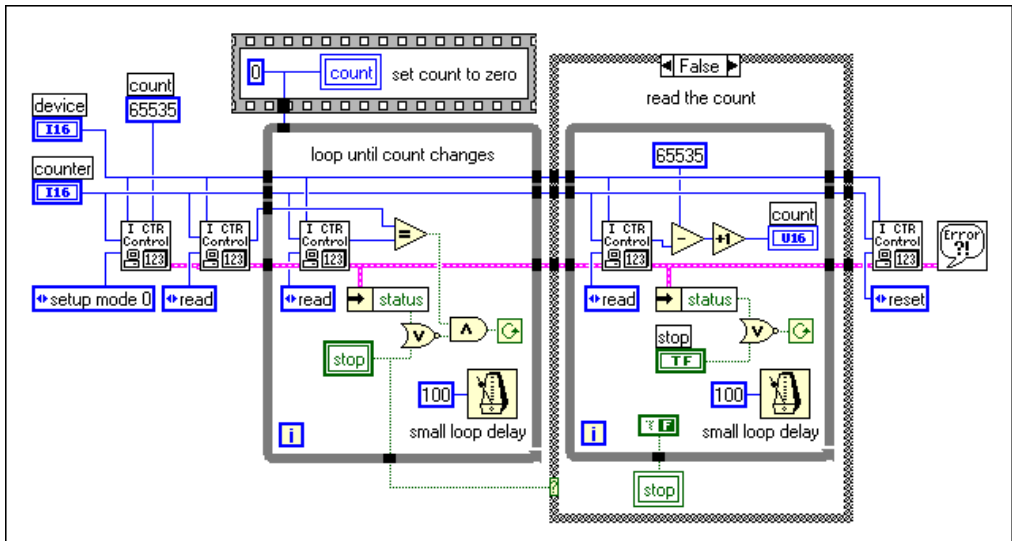 0
count
set count to zero
False
read the count
count
65535
device
I16
counter
I16
loop until count changes
65535
count
U16
I CTR
Control
123
I CTR
Control
123
I CTR
Control
123
=
I CTR
Control
123
-
+1
I CTR
Control
123
Error
?!
setup mode 0
read
read
status
read
status
reset
V
Λ
stop
V
stop
TF
100
small loop delay
100
small loop delay
i
i
F
stop
?